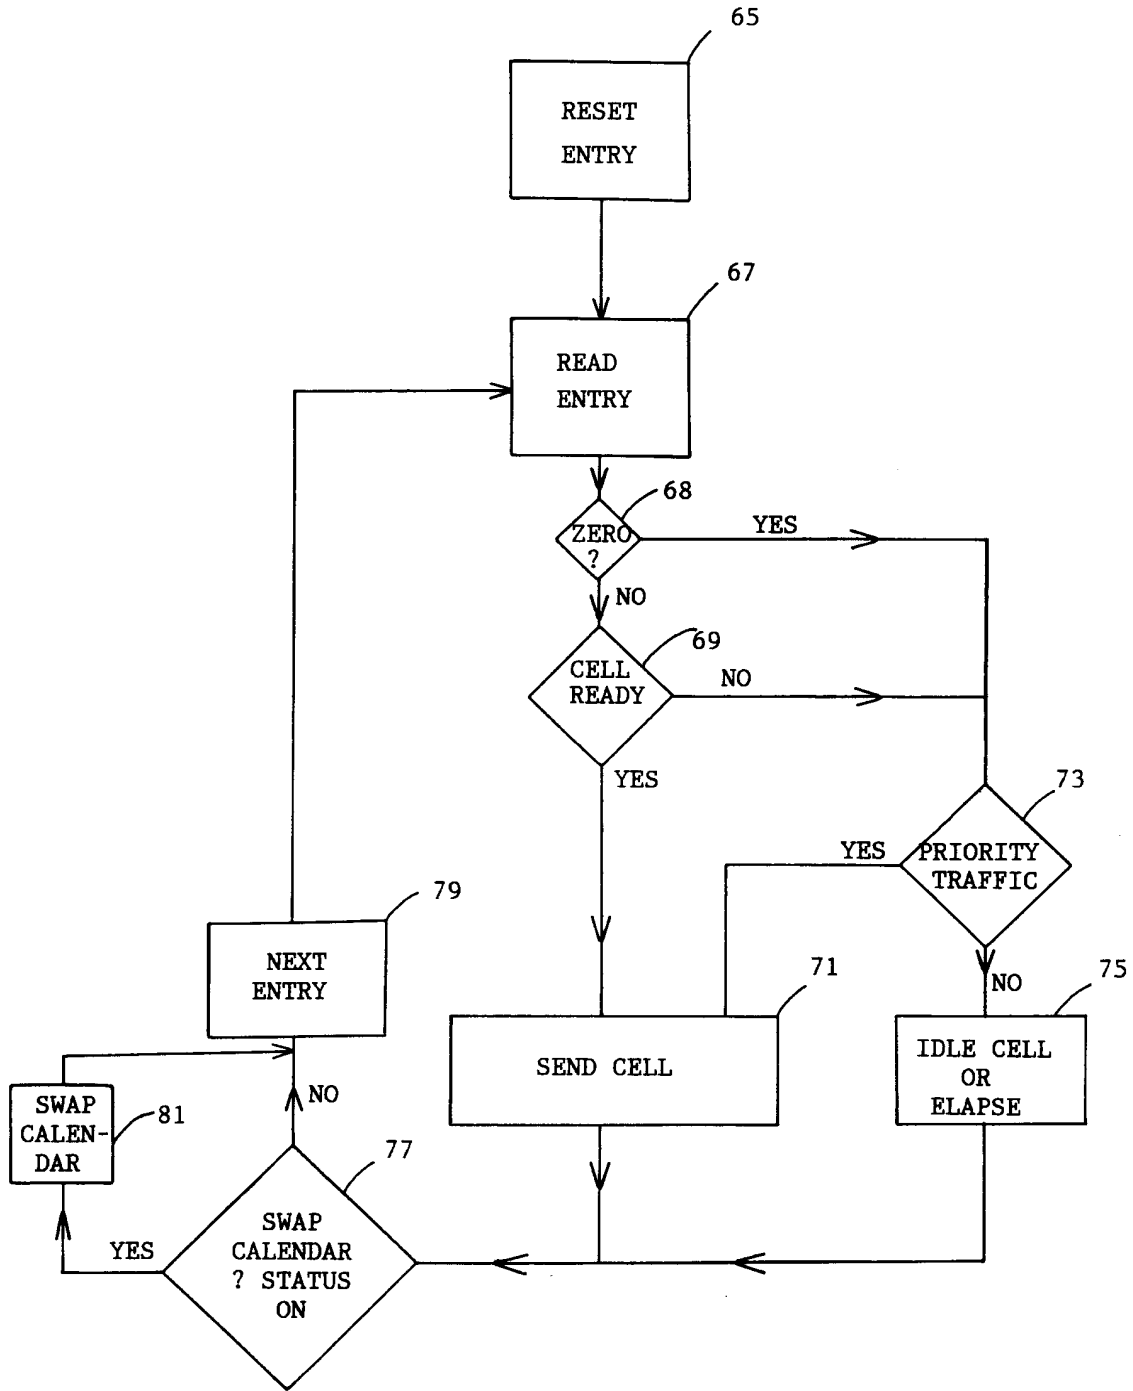 65
RESET
ENTRY
67
READ
ENTRY
68
ZERO
?
YES
NO
69
CELL
READY
NO
YES
73
PRIORITY
TRAFFIC
YES
NO
79
NEXT
ENTRY
71
SEND CELL
75
IDLE CELL
OR
ELAPSE
SWAP
CALEN-
DAR
81
NO
77
SWAP
CALENDAR
? STATUS
ON
YES